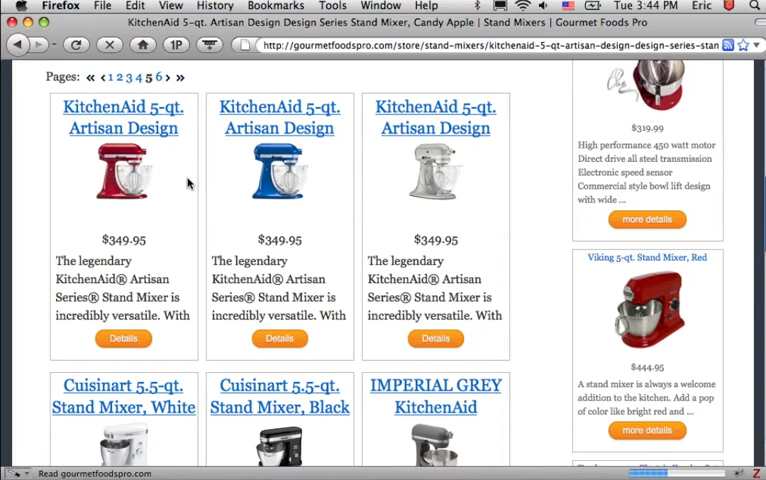 Firefox File Edit View History Bookmarks Tools Window Help Tue 3:44 PM Eric
KitchenAid 5-qt. Artisan Design Design Series Stand Mixer, Candy Apple | Stand Mixers | Gourmet Foods Pro
1P
http://gourmetfoodspro.com/store/stand-mixers/kitchenaid-5-qt-artisan-design-design-series-stan
Pages: « ‹ 1 2 3 4 5 6 › »
KitchenAid 5-qt.
Artisan Design
$349.95
The legendary
KitchenAid® Artisan
Series® Stand Mixer is
incredibly versatile. With
Details
KitchenAid 5-qt.
Artisan Design
$349.95
The legendary
KitchenAid® Artisan
Series® Stand Mixer is
incredibly versatile. With
Details
KitchenAid 5-qt.
Artisan Design
$349.95
The legendary
KitchenAid® Artisan
Series® Stand Mixer is
incredibly versatile. With
Details
Cuisinart 5.5-qt.
Stand Mixer, White
Cuisinart 5.5-qt.
Stand Mixer, Black
IMPERIAL GREY
KitchenAid
$319.99
High performance 450 watt motor
Direct drive all steel transmission
Electronic speed sensor
Commercial style bowl lift design
with wide ...
more details
Viking 5-qt. Stand Mixer, Red
$444.95
A stand mixer is always a welcome
addition to the kitchen. Add a pop
of color like bright red and ...
more details
Read gourmetfoodspro.com
Z